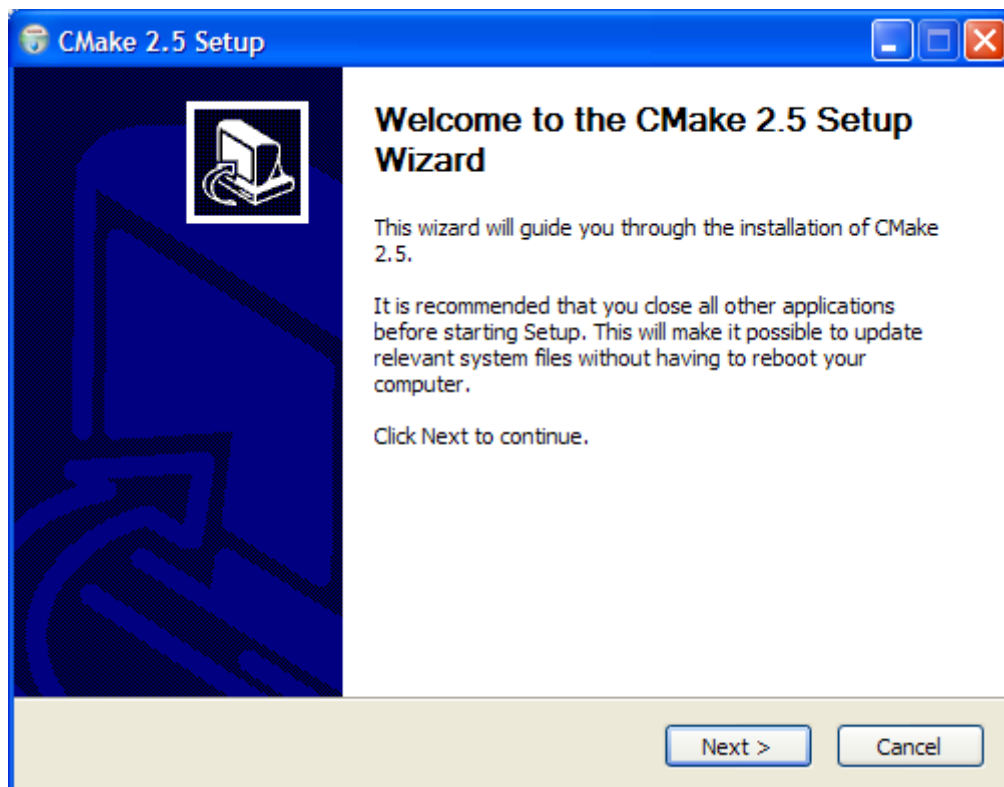 CMake 2.5 Setup
Welcome to the CMake 2.5 Setup
Wizard
This wizard will guide you through the installation of CMake
2.5.
It is recommended that you close all other applications
before starting Setup. This will make it possible to update
relevant system files without having to reboot your
computer.
Click Next to continue.
Next >
Cancel